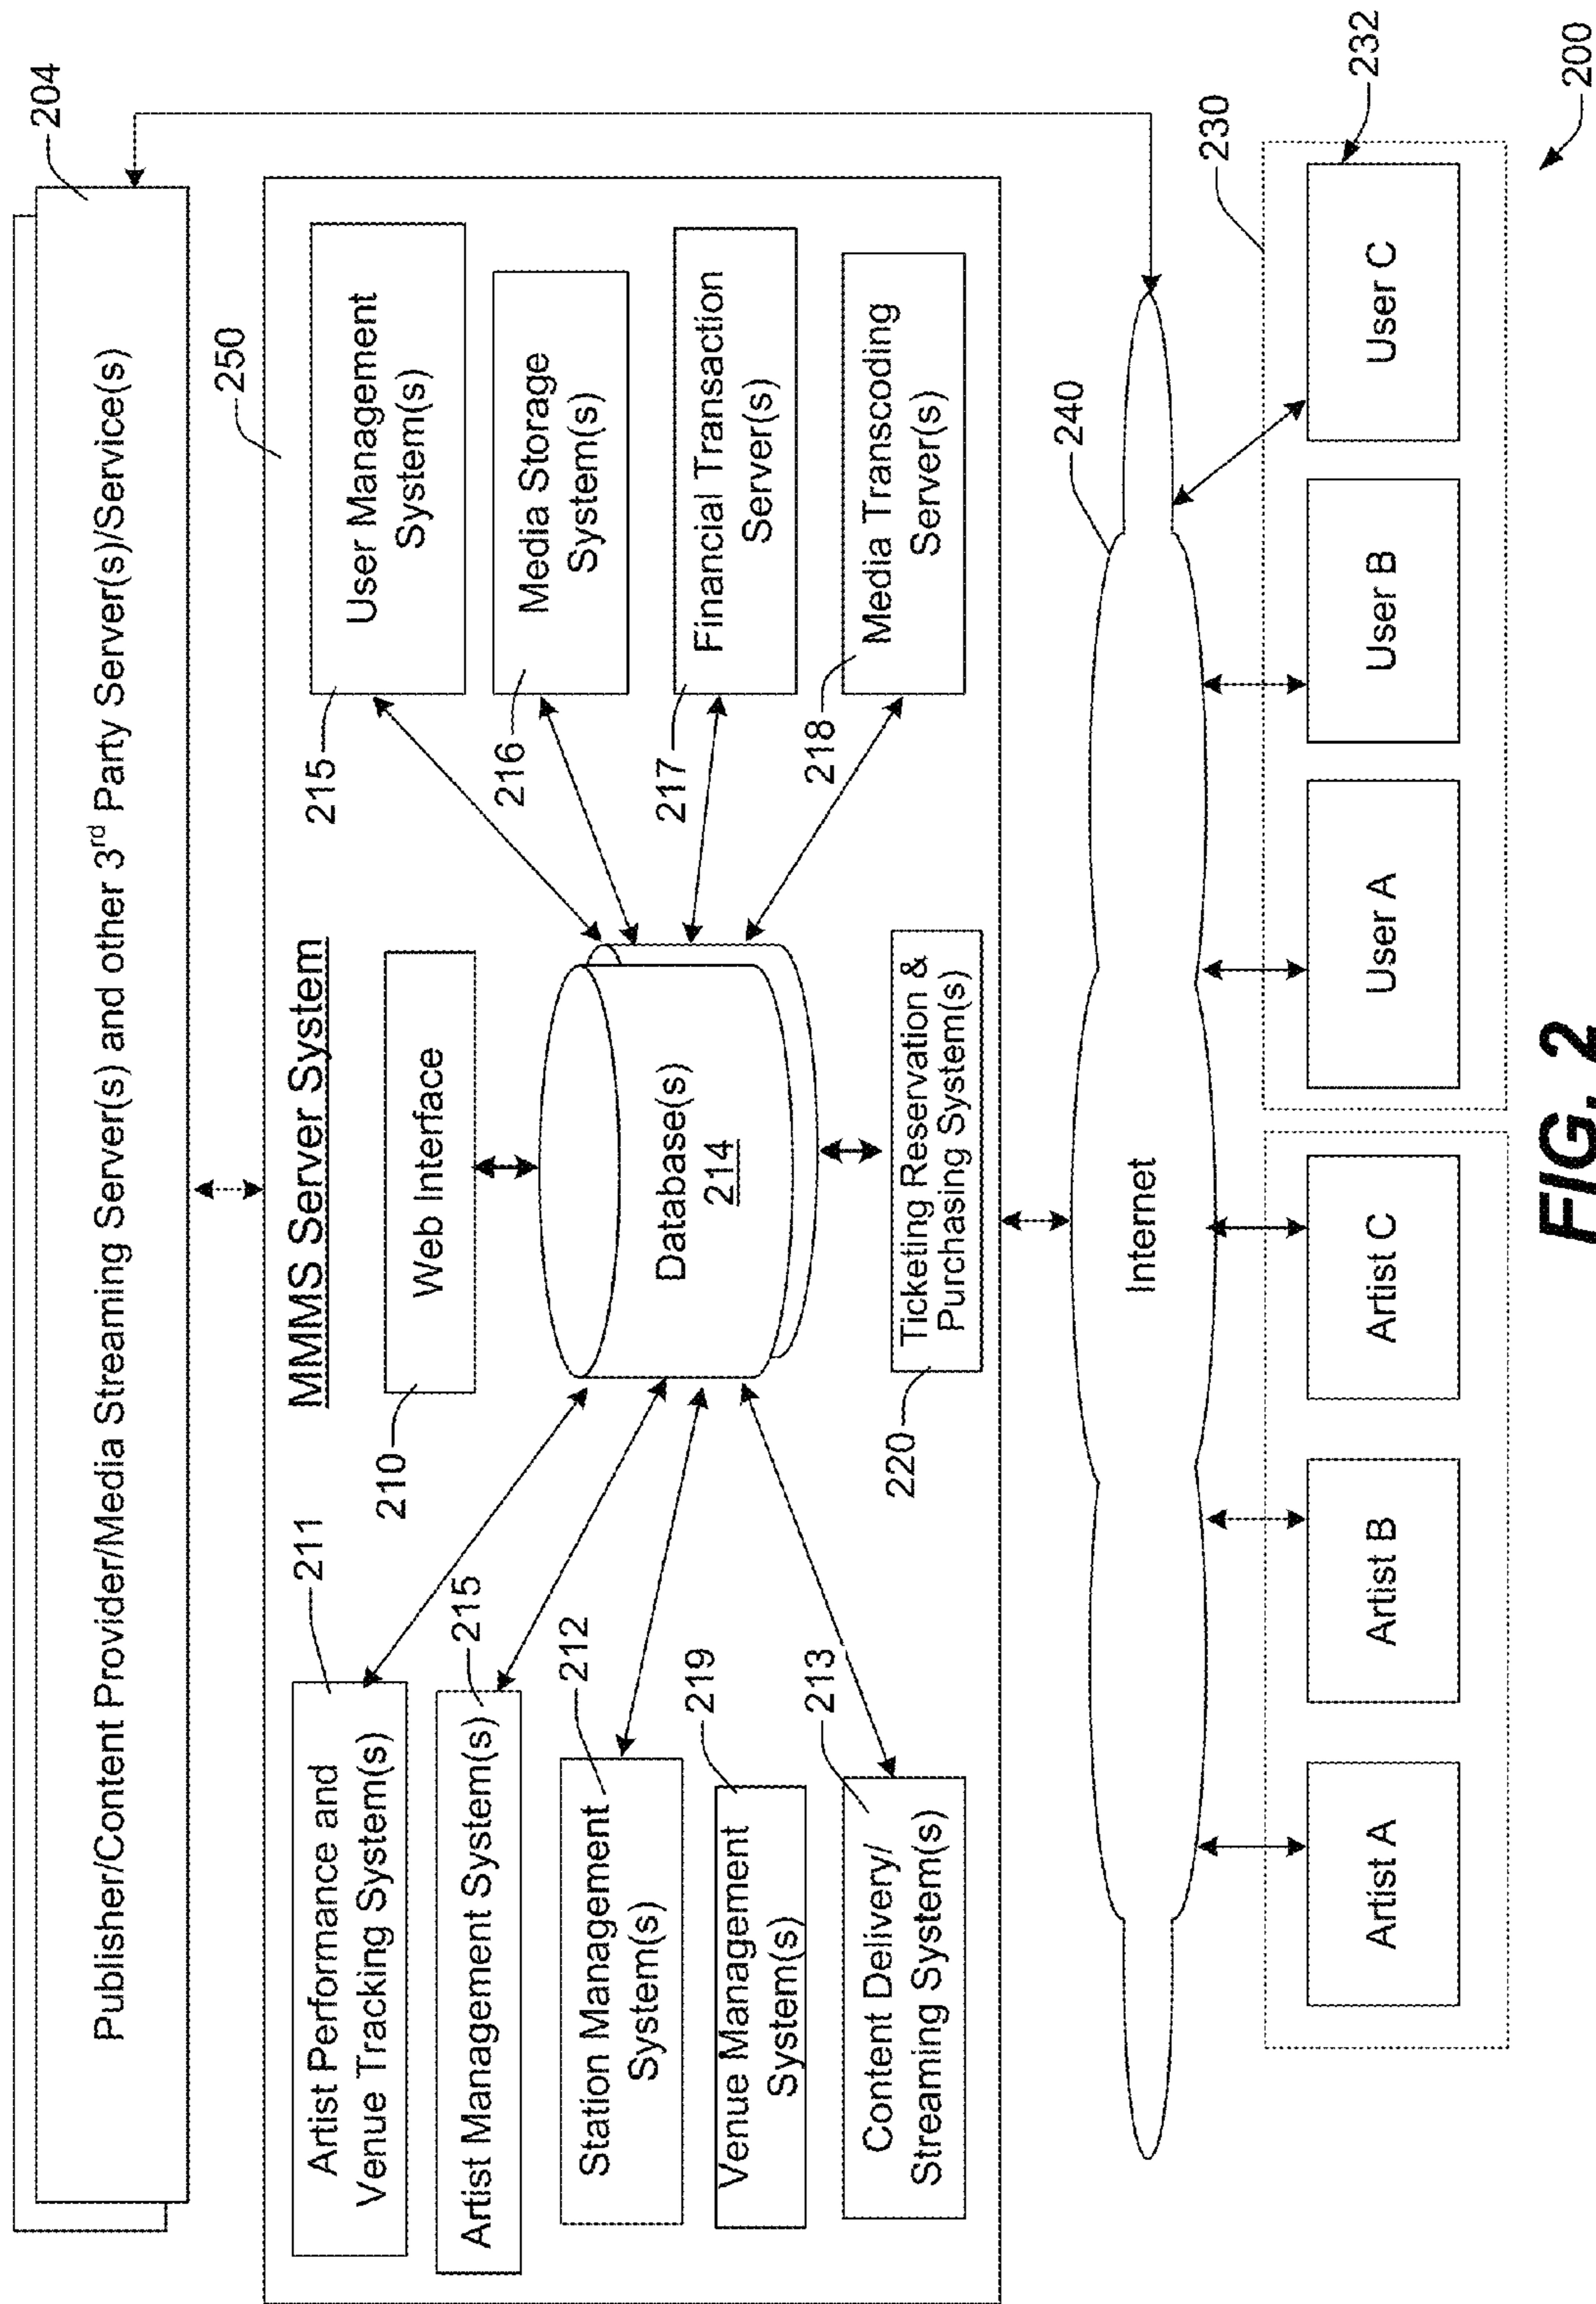 Publisher/Content Provider/Media Streaming Server(s) and other 3rd Party Server(s)/Service(s)
204
250
MMMS Server System
Artist Performance and
Venue Tracking System(s)
211
Artist Management System(s)
215
Station Management
System(s)
212
Venue Management
System(s)
219
Content Delivery/
Streaming System(s)
213
Web Interface
210
Database(s)
214
Ticketing Reservation &
Purchasing System(s)
220
User Management
System(s)
215
Media Storage
System(s)
216
Financial Transaction
Server(s)
217
Media Transcoding
Server(s)
218
Internet
240
Artist A
Artist B
Artist C
User A
User B
User C
230
232
200
FIG. 2